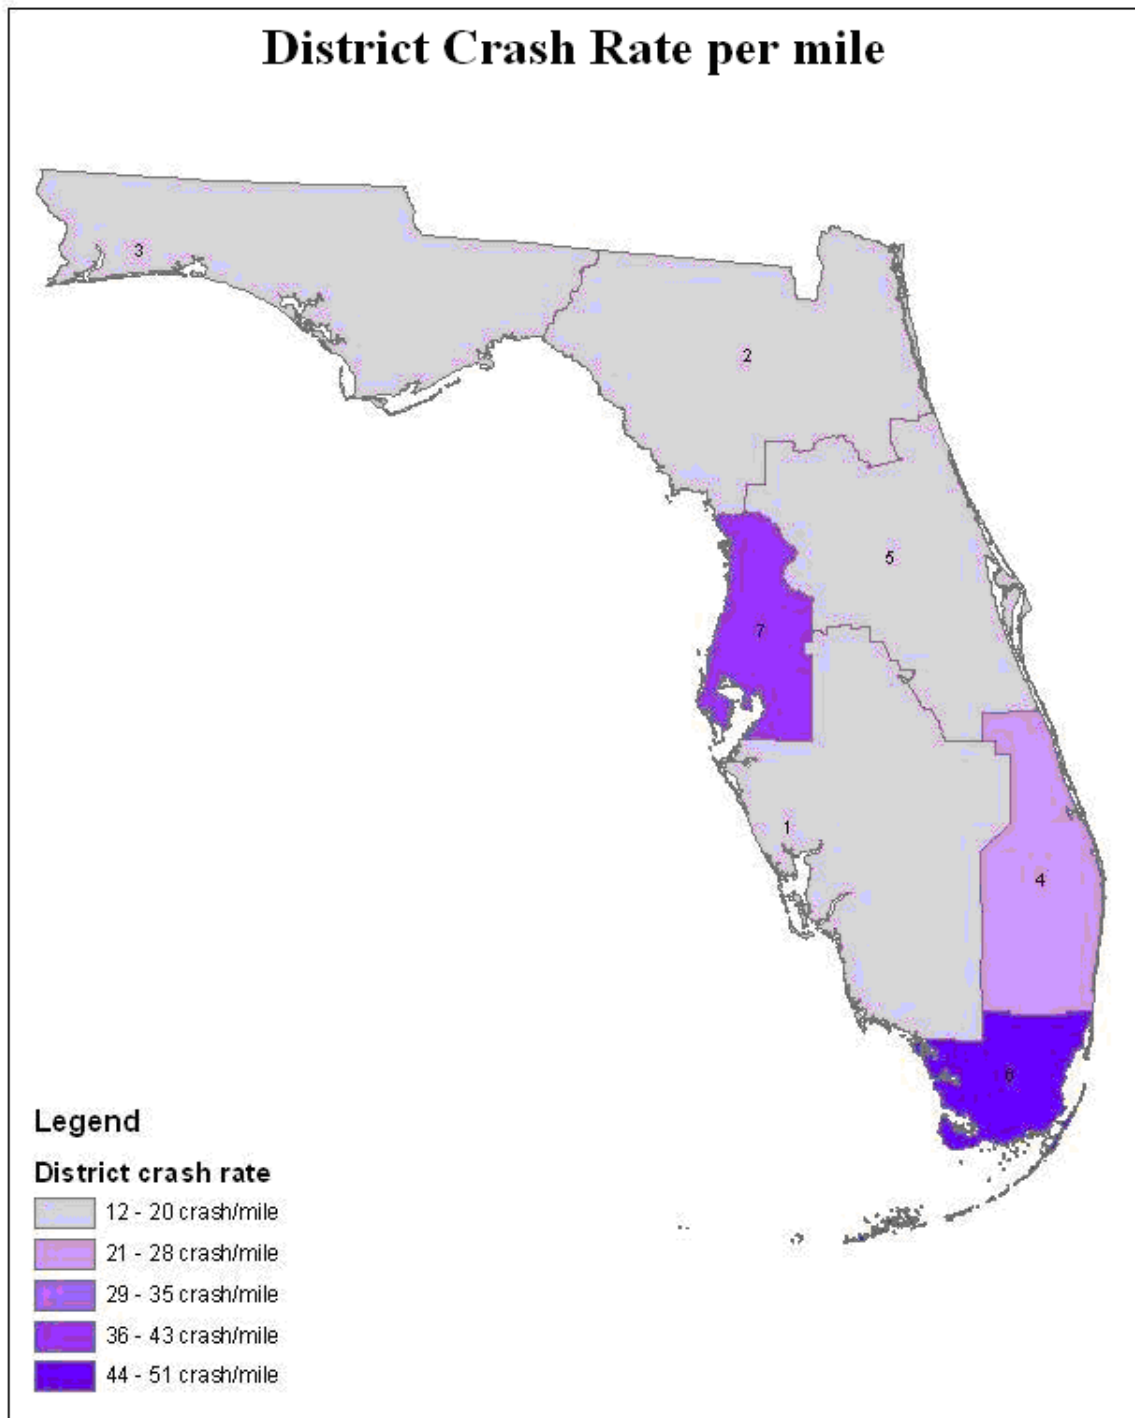 District Crash Rate per mile
3
2
5
7
1
4
6
Legend
District crash rate
12 - 20 crash/mile
21 - 28 crash/mile
29 - 35 crash/mile
36 - 43 crash/mile
44 - 51 crash/mile